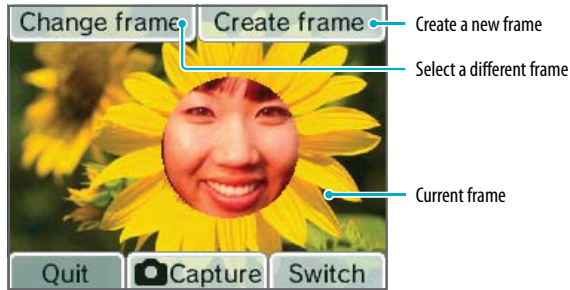 Change frame Create frame
Create a new frame
Select a different frame
Current frame
Quit Capture Switch